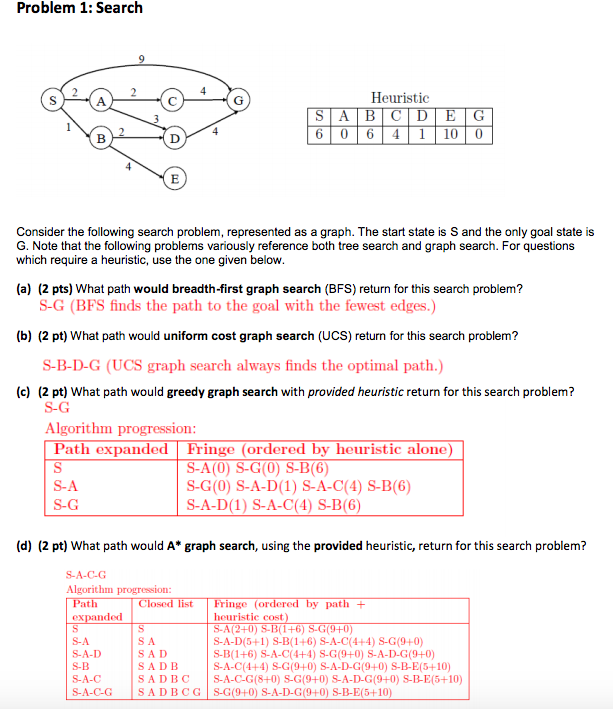 Problem 1: Search
9
S 2 A 2 C 4 G
1 3
B 2 D 4
4
E
Heuristic
S A B C D E G
6 0 6 4 1 10 0
Consider the following search problem, represented as a graph. The start state is S and the only goal state is
G. Note that the following problems variously reference both tree search and graph search. For questions
which require a heuristic, use the one given below.
(a) (2 pts) What path would breadth-first graph search (BFS) return for this search problem?
S-G (BFS finds the path to the goal with the fewest edges.)
(b) (2 pt) What path would uniform cost graph search (UCS) return for this search problem?
S-B-D-G (UCS graph search always finds the optimal path.)
(c) (2 pt) What path would greedy graph search with provided heuristic return for this search problem?
S-G
Algorithm progression:
Path expanded Fringe (ordered by heuristic alone)
S S-A(0) S-G(0) S-B(6)
S-A S-G(0) S-A-D(1) S-A-C(4) S-B(6)
S-G S-A-D(1) S-A-C(4) S-B(6)
(d) (2 pt) What path would A* graph search, using the provided heuristic, return for this search problem?
S-A-C-G
Algorithm progression:
Path Closed list Fringe (ordered by path +
expanded heuristic cost)
S S S-A(2+0) S-B(1+6) S-G(9+0)
S-A S A S-A-D(5+1) S-B(1+6) S-A-C(4+4) S-G(9+0)
S-A-D S A D S-B(1+6) S-A-C(4+4) S-G(9+0) S-A-D-G(9+0)
S-B S A D B S-A-C(4+4) S-G(9+0) S-A-D-G(9+0) S-B-E(5+10)
S-A-C S A D B C S-A-C-G(8+0) S-G(9+0) S-A-D-G(9+0) S-B-E(5+10)
S-A-C-G S A D B C G S-G(9+0) S-A-D-G(9+0) S-B-E(5+10)